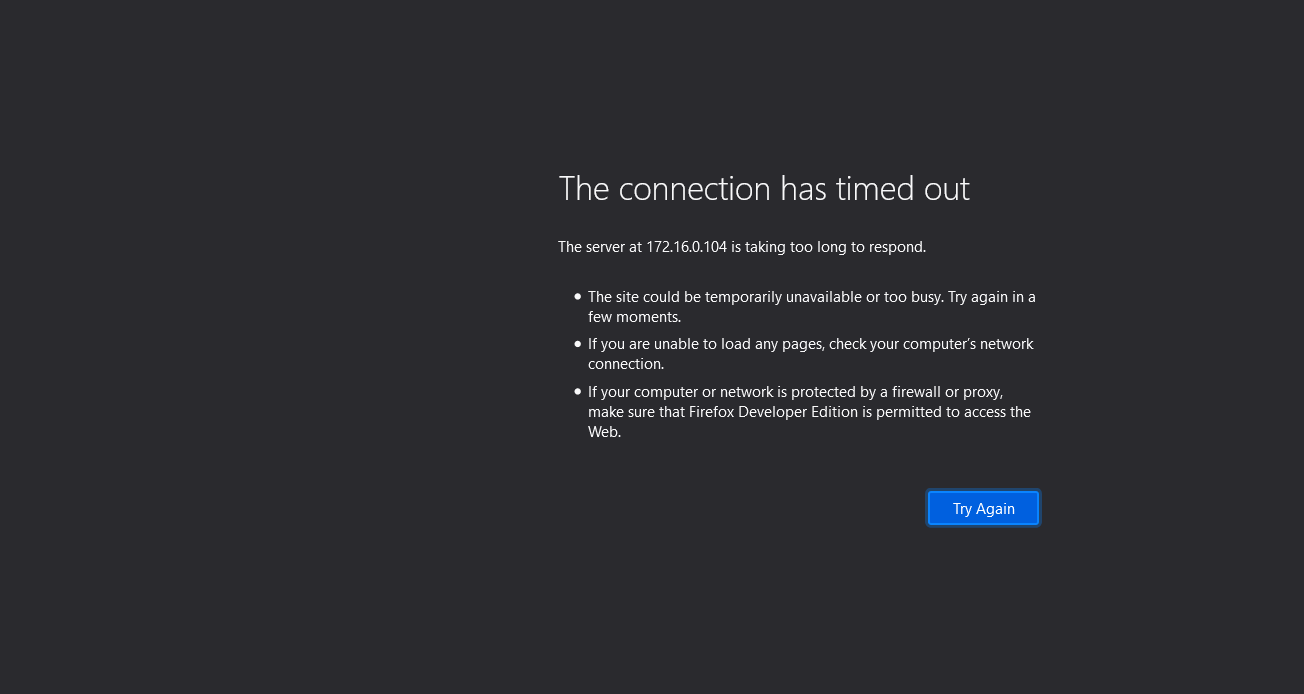 The connection has timed out
The server at 172.16.0.104 is taking too long to respond.
• The site could be temporarily unavailable or too busy. Try again in a
few moments.
• If you are unable to load any pages, check your computer’s network
connection.
• If your computer or network is protected by a firewall or proxy,
make sure that Firefox Developer Edition is permitted to access the
Web.
Try Again